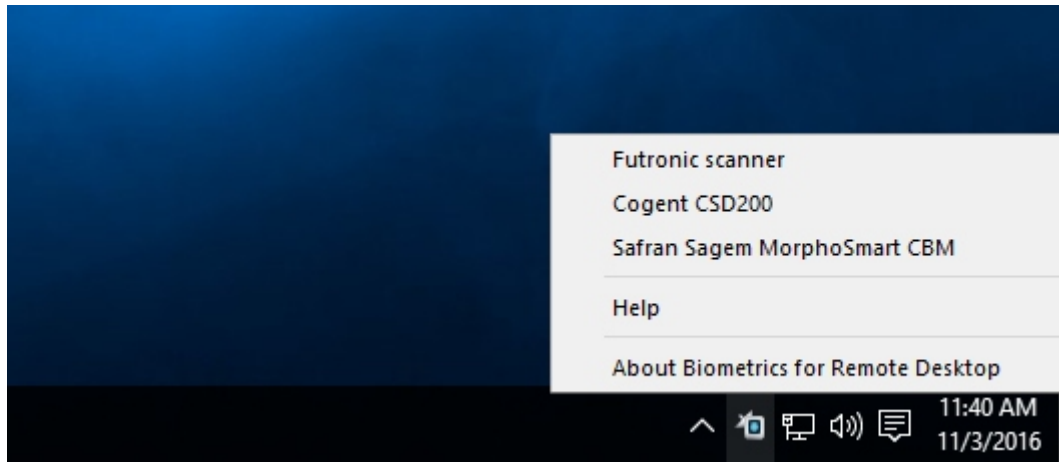 Futronic scanner
Cogent CSD200
Safran Sagem MorphoSmart CBM
Help
About Biometrics for Remote Desktop
11:40 AM
11/3/2016